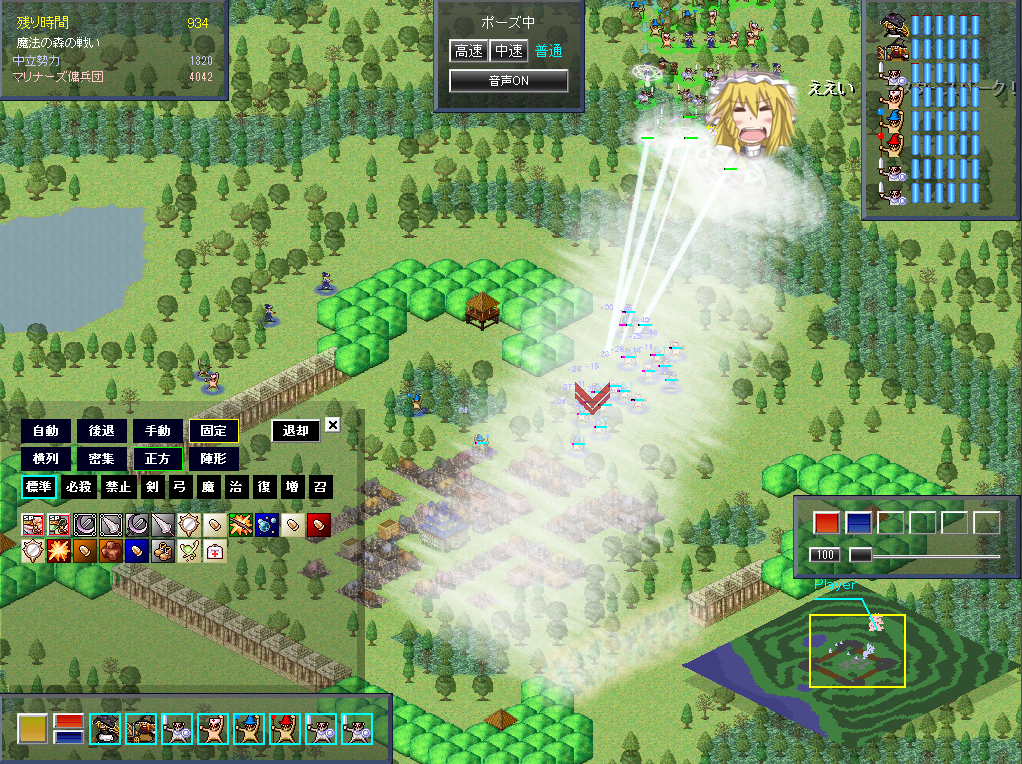 残り時間 934
魔法の森の戦い
中立勢力 1820
マリナーズ傭兵団 4042
ポーズ中
高速 中速 普通
音声ON
ええい
自動 後退 手動 固定 退却
横列 密集 正方 陣形
標準 必殺 禁止 剣 弓 魔 治 復 増 召
100
Player